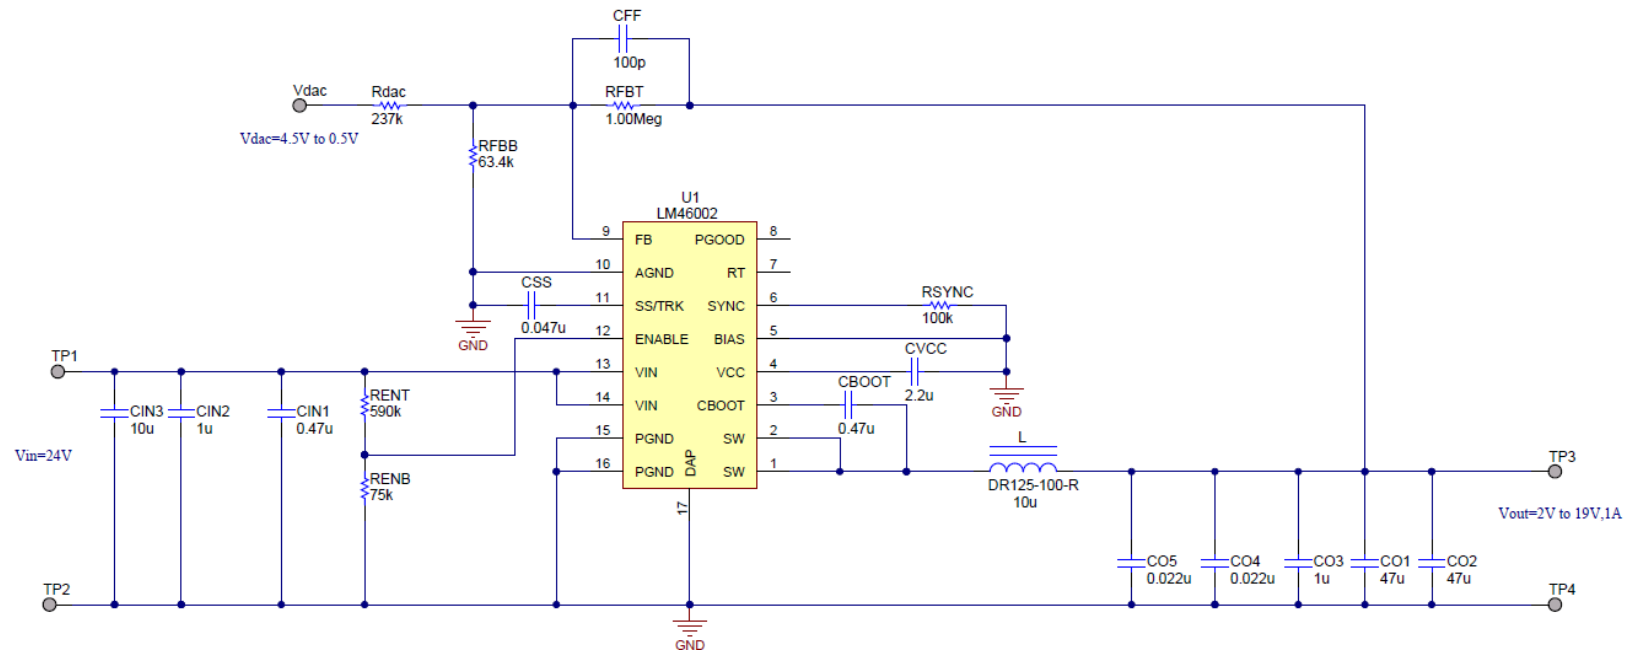 CFF
100p
Vdac
Rdac
237k
RFBT
1.00Meg
Vdac=4.5V to 0.5V
RFBB
63.4k
U1
LM46002
9
FB
PGOOD
8
10
AGND
RT
7
CSS
0.047u
11
SS/TRK
SYNC
6
RSYNC
100k
GND
12
ENABLE
BIAS
5
TP1
13
VIN
VCC
4
CVCC
2.2u
GND
CIN3
10u
CIN2
1u
CIN1
0.47u
RENT
590k
14
VIN
CBOOT
3
CBOOT
0.47u
15
PGND
SW
2
Vin=24V
RENB
75k
16
PGND
DAP
SW
1
L
DR125-100-R
10u
TP3
17
Vout=2V to 19V,1A
CO5
0.022u
CO4
0.022u
CO3
1u
CO1
47u
CO2
47u
TP2
TP4
GND